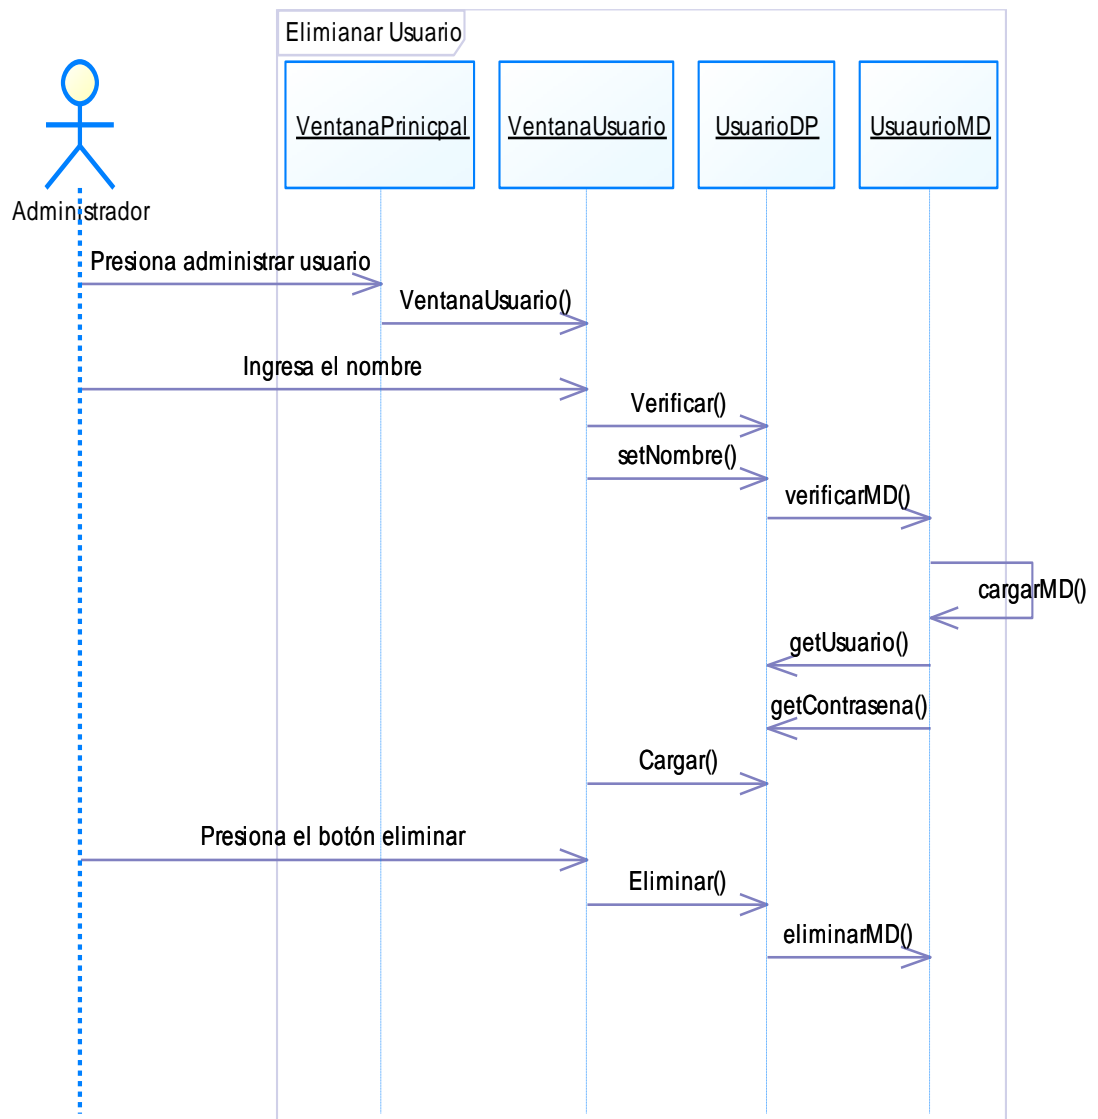 Elimianar Usuario
VentanaPrinicpal
VentanaUsuario
UsuarioDP
UsuaurioMD
Administrador
Presiona administrar usuario
VentanaUsuario()
Ingresa el nombre
Verificar()
setNombre()
verificarMD()
cargarMD()
getUsuario()
getContrasena()
Cargar()
Presiona el botón eliminar
Eliminar()
eliminarMD()